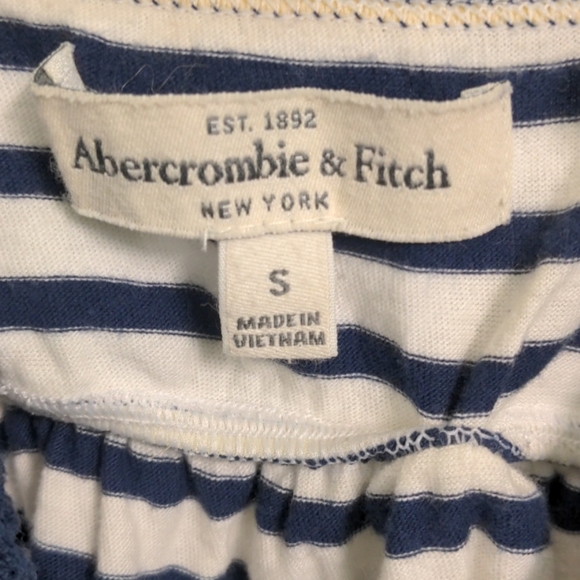 EST. 1892
Abercrombie & Fitch
NEW YORK
S
MADE IN
VIETNAM